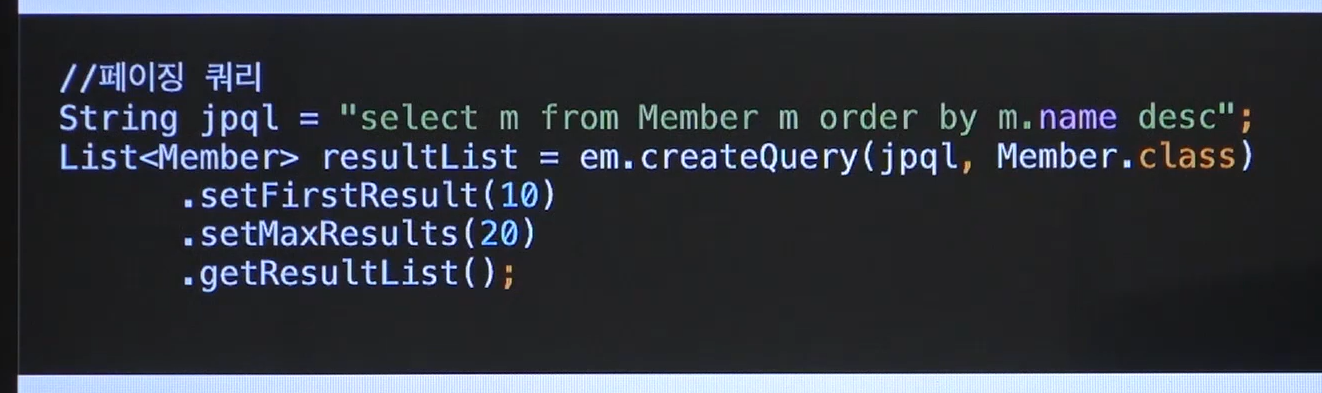 //페이징 쿼리
String jpql = "select m from Member m order by m.name desc";
List<Member> resultList = em.createQuery(jpql, Member.class)
.setFirstResult(10)
.setMaxResults(20)
.getResultList();